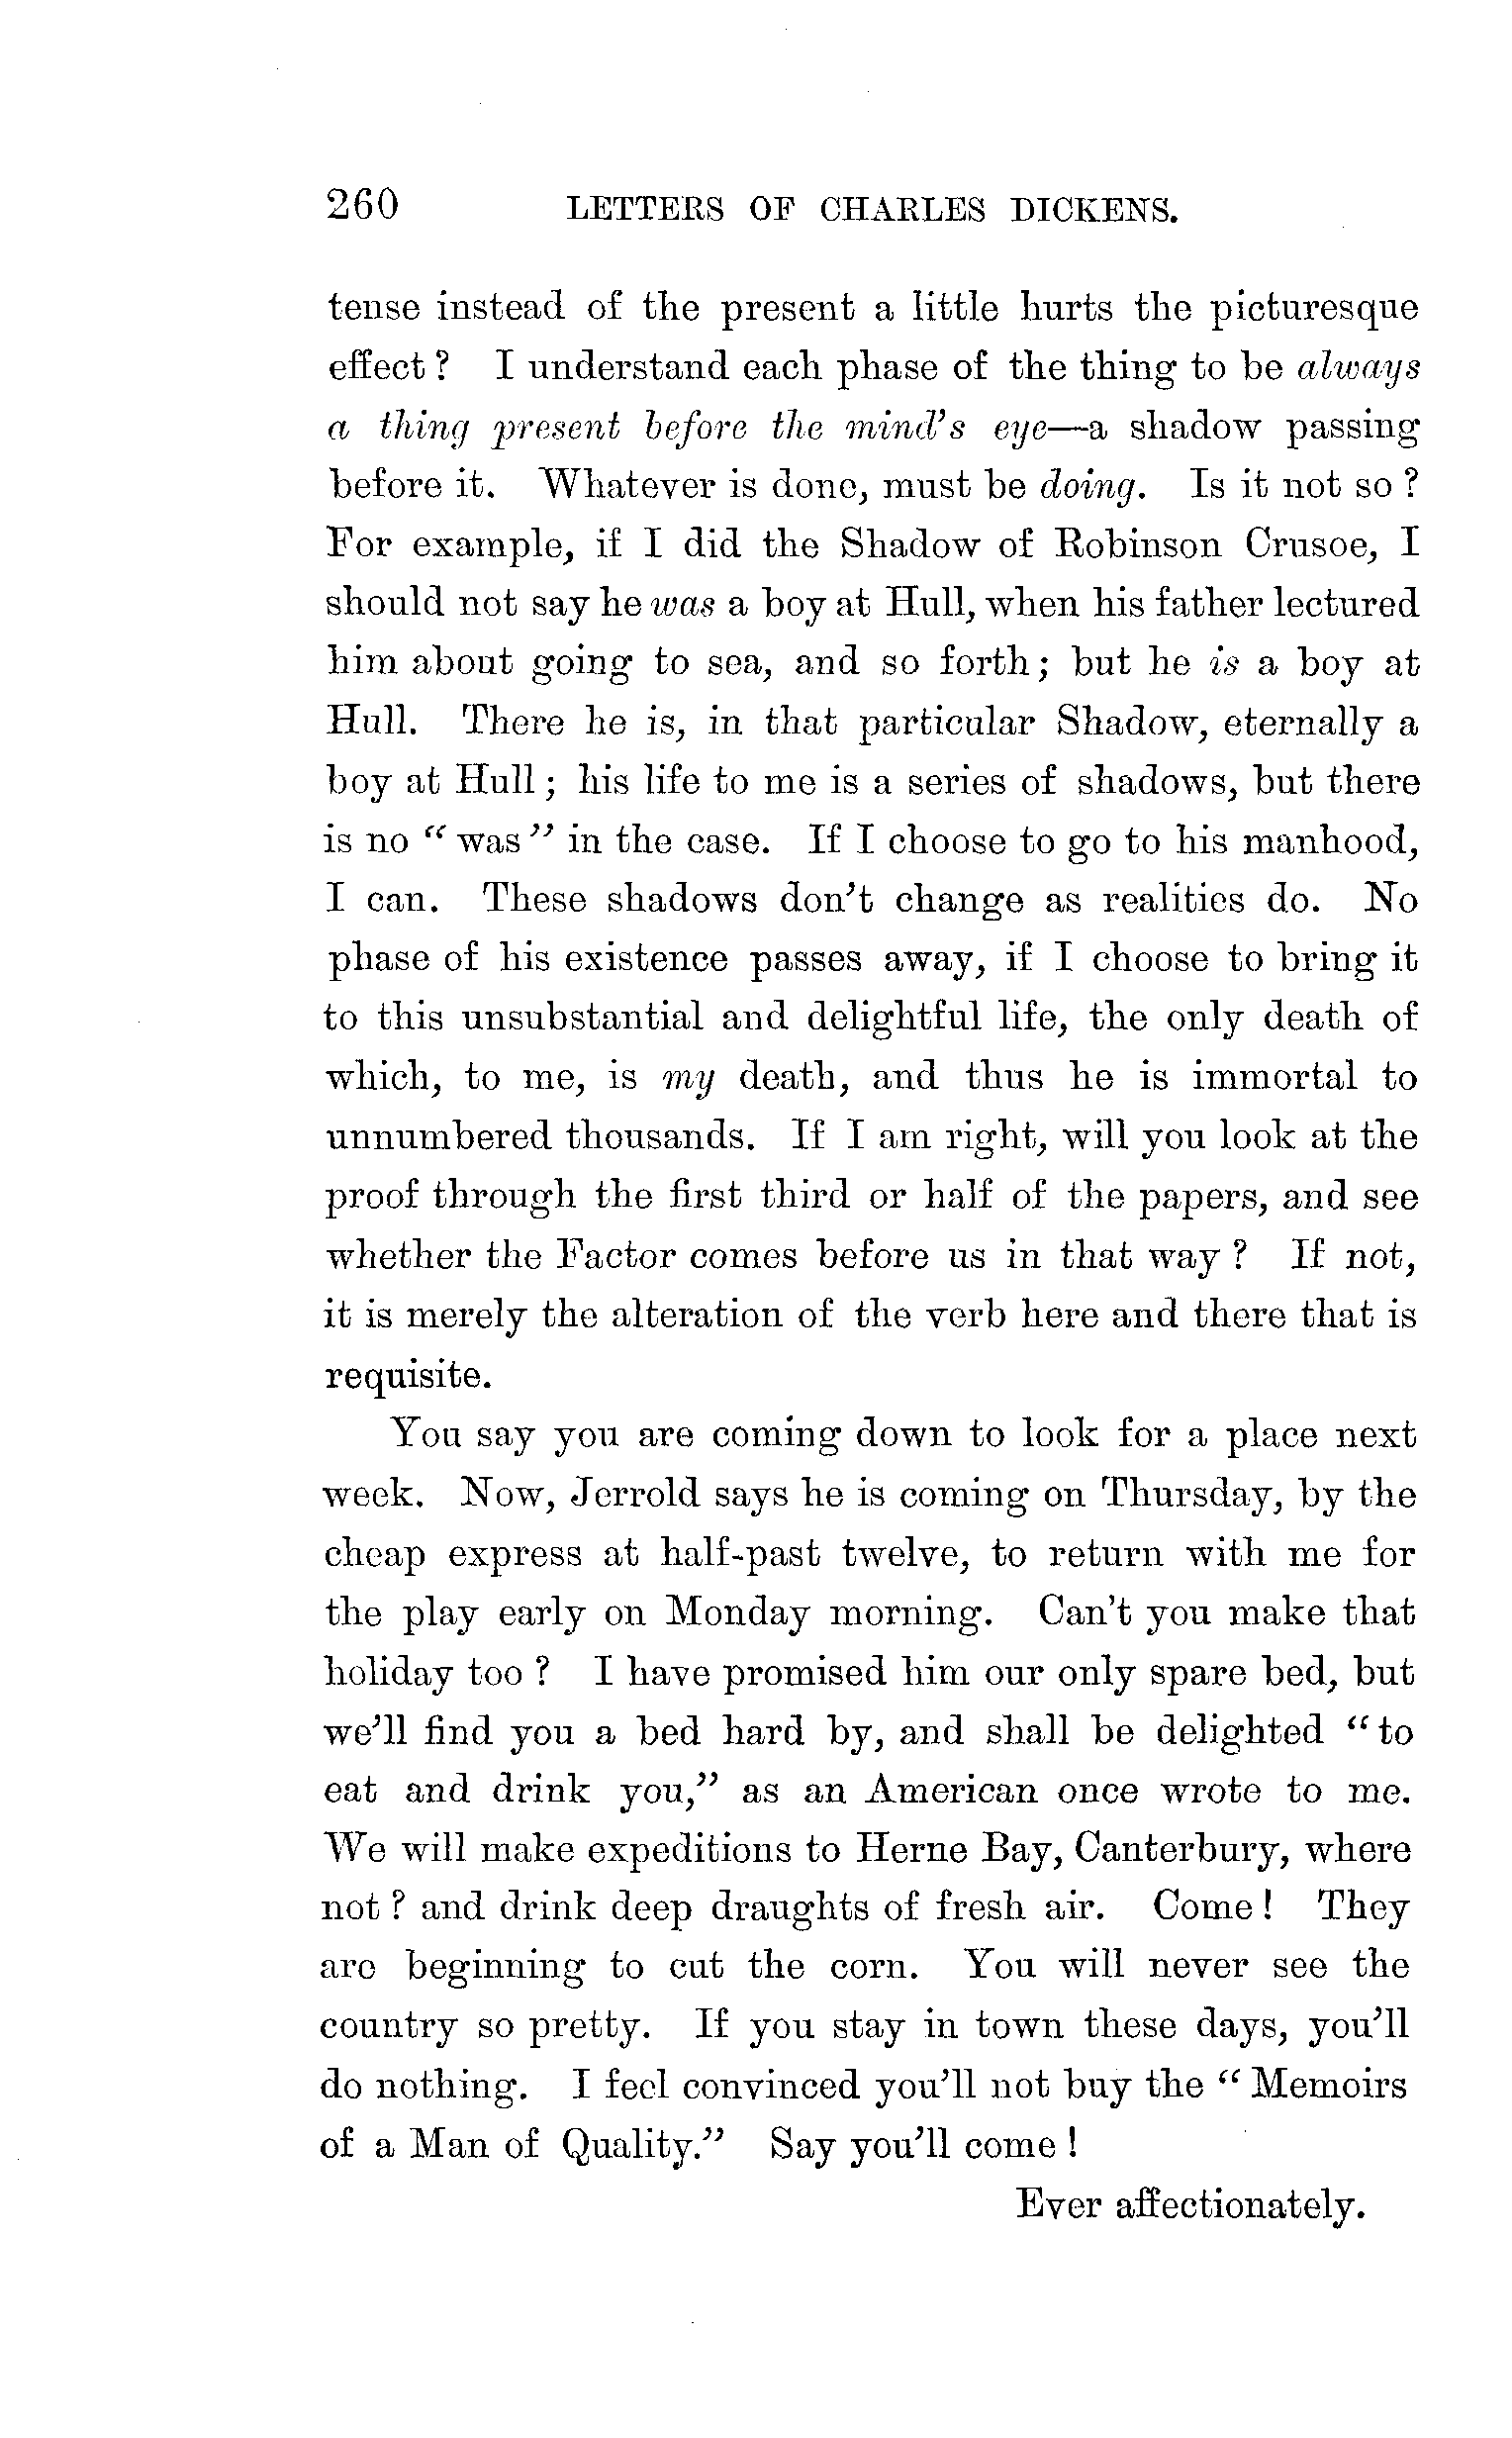 260 LETTERS OF CHARLES DICKENS.
tense instead of the present a little hurts the picturesque
effect? I understand each phase of the thing to be always
a thing present before the mind's eye—a shadow passing
before it. Whatever is done, must be doing. Is it not so?
For example, if I did the Shadow of Robinson Crusoe, I
should not say he was a boy at Hull, when his father lectured
him about going to sea, and so forth; but he is a boy at
Hull. There he is, in that particular Shadow, eternally a
boy at Hull; his life to me is a series of shadows, but there
is no "was" in the case. If I choose to go to his manhood,
I can. These shadows don't change as realities do. No
phase of his existence passes away, if I choose to bring it
to this unsubstantial and delightful life, the only death of
which, to me, is my death, and thus he is immortal to
unnumbered thousands. If I am right, will you look at the
proof through the first third or half of the papers, and see
whether the Factor comes before us in that way? If not,
it is merely the alteration of the verb here and there that is
requisite.
You say you are coming down to look for a place next
week. Now, Jerrold says he is coming on Thursday, by the
cheap express at half-past twelve, to return with me for
the play early on Monday morning. Can't you make that
holiday too? I have promised him our only spare bed, but
we'll find you a bed hard by, and shall be delighted "to
eat and drink you," as an American once wrote to me.
We will make expeditions to Herne Bay, Canterbury, where
not? and drink deep draughts of fresh air. Come! They
are beginning to cut the corn. You will never see the
country so pretty. If you stay in town these days, you'll
do nothing. I feel convinced you'll not buy the "Memoirs
of a Man of Quality." Say you'll come!
Ever affectionately.